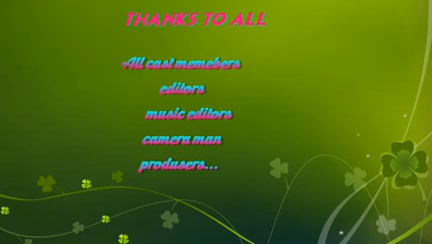 THANKS TO ALL
All cast memebers
editors
music editors
camera man
produsers...